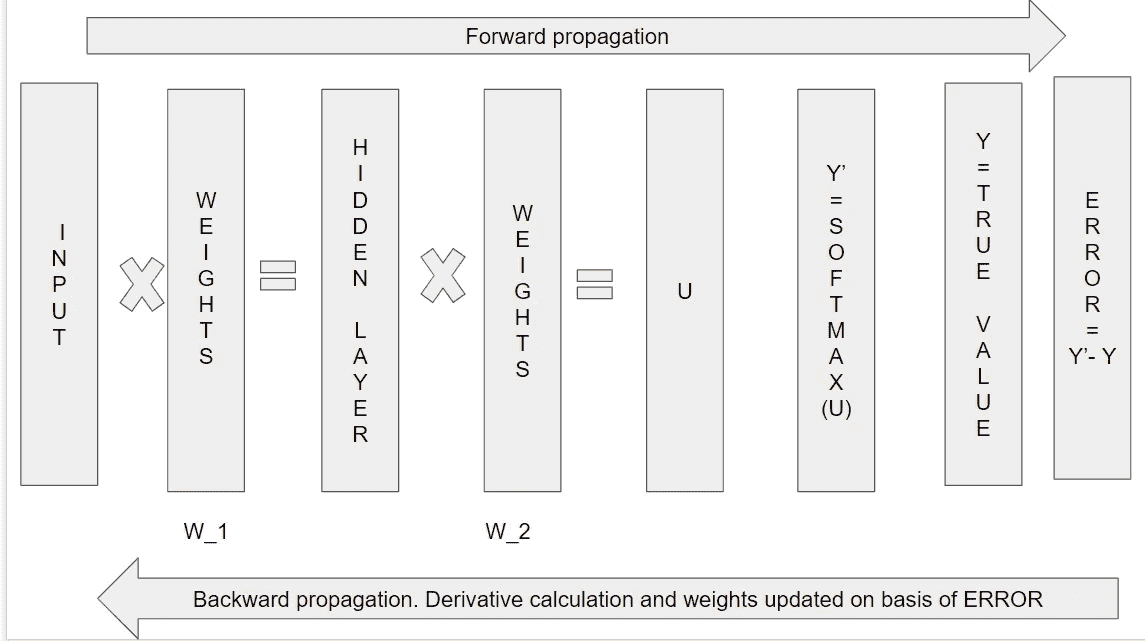 Forward propagation
INPUT
WEIGHTS
HIDDEN LAYER
WEIGHTS
U
Y’ = SOFTMAX (U)
Y = TRUE VALUE
ERROR = Y’- Y
W_1
W_2
Backward propagation. Derivative calculation and weights updated on basis of ERROR